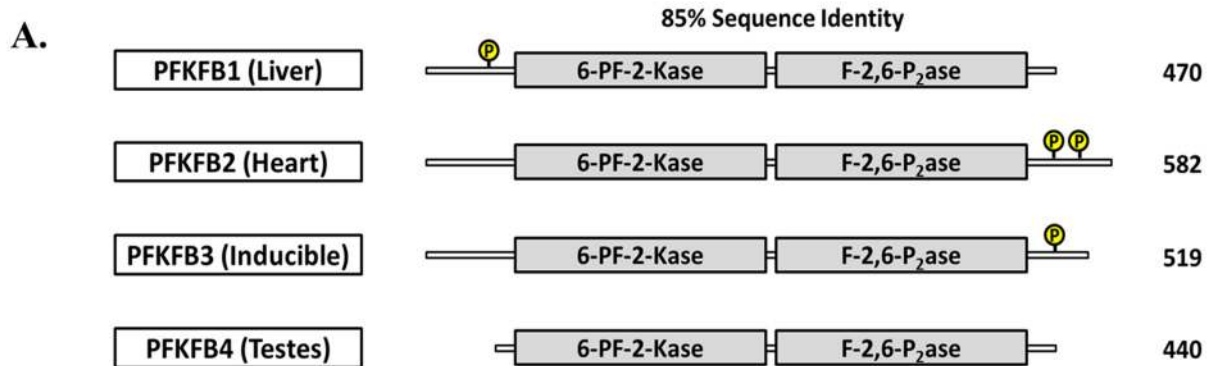 A.
85% Sequence Identity
P
PFKFB1 (Liver) 6-PF-2-Kase F-2,6-P₂ase 470
P P
PFKFB2 (Heart) 6-PF-2-Kase F-2,6-P₂ase 582
P
PFKFB3 (Inducible) 6-PF-2-Kase F-2,6-P₂ase 519
PFKFB4 (Testes) 6-PF-2-Kase F-2,6-P₂ase 440